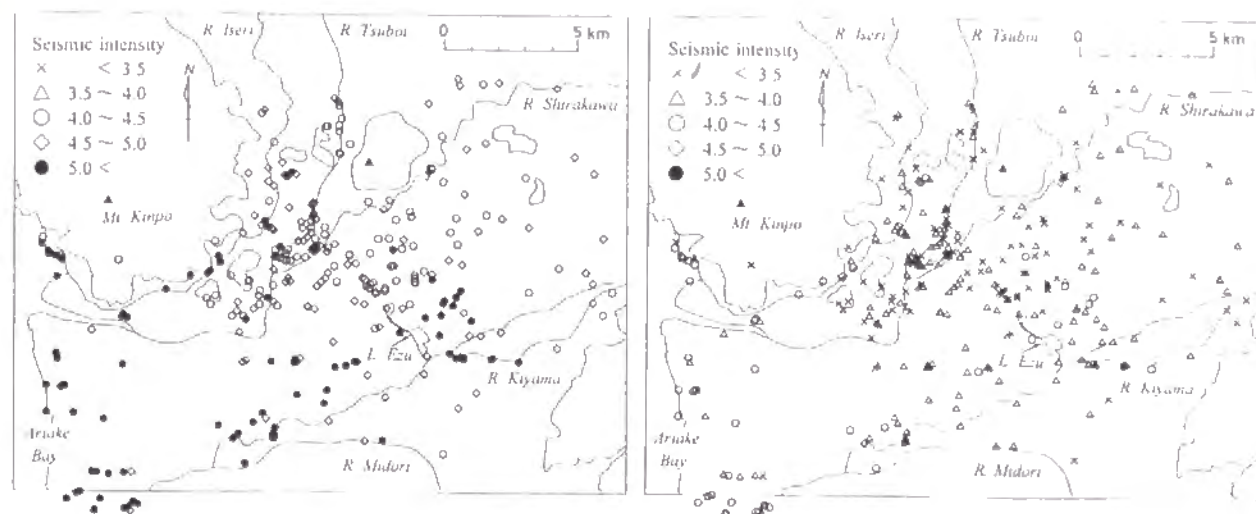 R. Iseri
R. Tsuboi
0 5 km
Seismic intensity
× < 3.5
△ 3.5 ~ 4.0
○ 4.0 ~ 4.5
◇ 4.5 ~ 5.0
● 5.0 <
N
R. Shirakawa
Mt. Kinpo
L. Ezu
R. Kiyama
Ariake
Bay
R. Midori
R. Iseri
R. Tsuboi
0 5 km
Seismic intensity
× < 3.5
△ 3.5 ~ 4.0
○ 4.0 ~ 4.5
◇ 4.5 ~ 5.0
● 5.0 <
N
R. Shirakawa
Mt. Kinpo
L. Ezu
R. Kiyama
Ariake
Bay
R. Midori